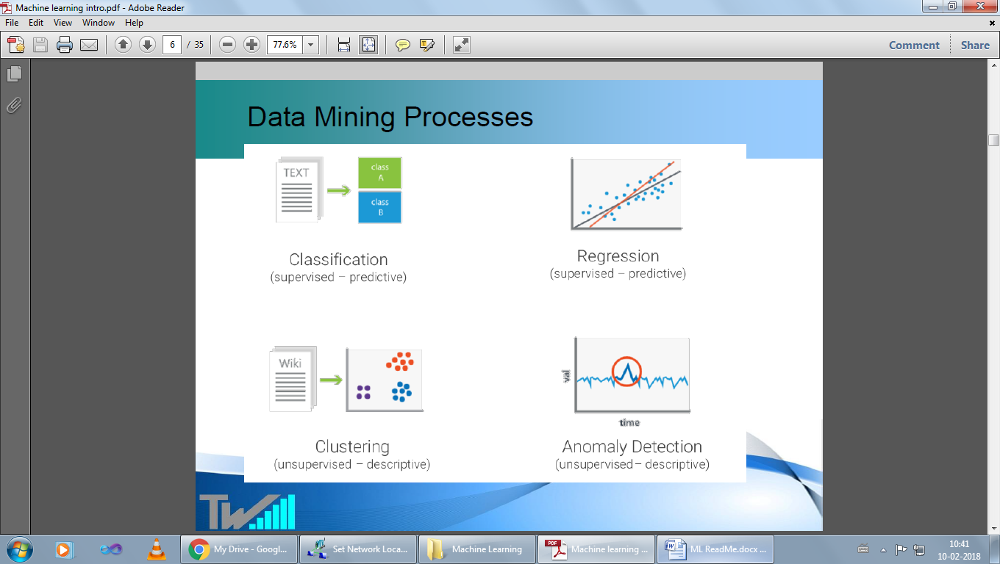 Machine learning intro.pdf - Adobe Reader
File Edit View Window Help
6 / 35 77.6% Comment Share
Data Mining Processes
TEXT
class
A
class
B
Classification
(supervised – predictive)
Regression
(supervised – predictive)
Wiki
Clustering
(unsupervised – descriptive)
val
time
Anomaly Detection
(unsupervised – descriptive)
TW
My Drive - Googl...
Set Network Loca...
Machine Learning
PDF
Machine learning ...
ML ReadMe.docx ...
10:41
10-02-2018